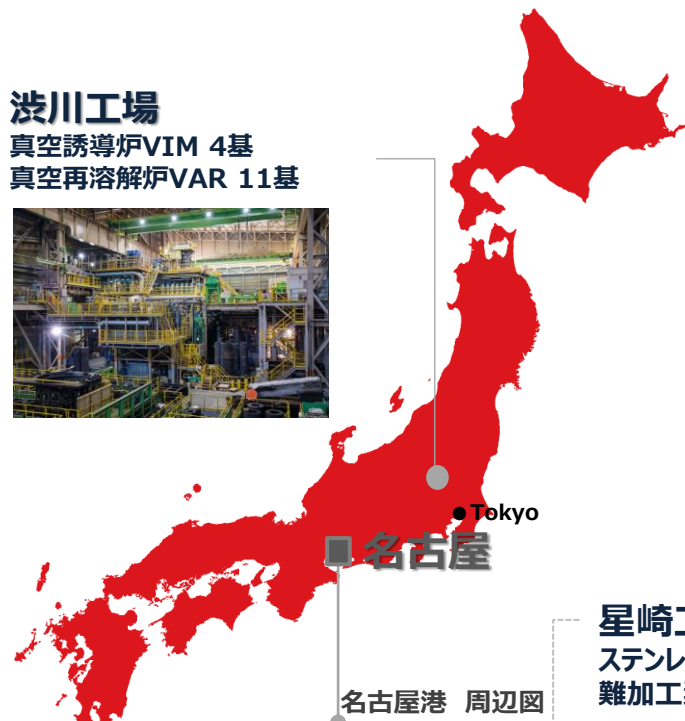 渋川工場
真空誘導炉VIM 4基
真空再溶解炉VAR 11基
Tokyo
名古屋
星崎
ステンレ
難加工
名古屋港 周辺図